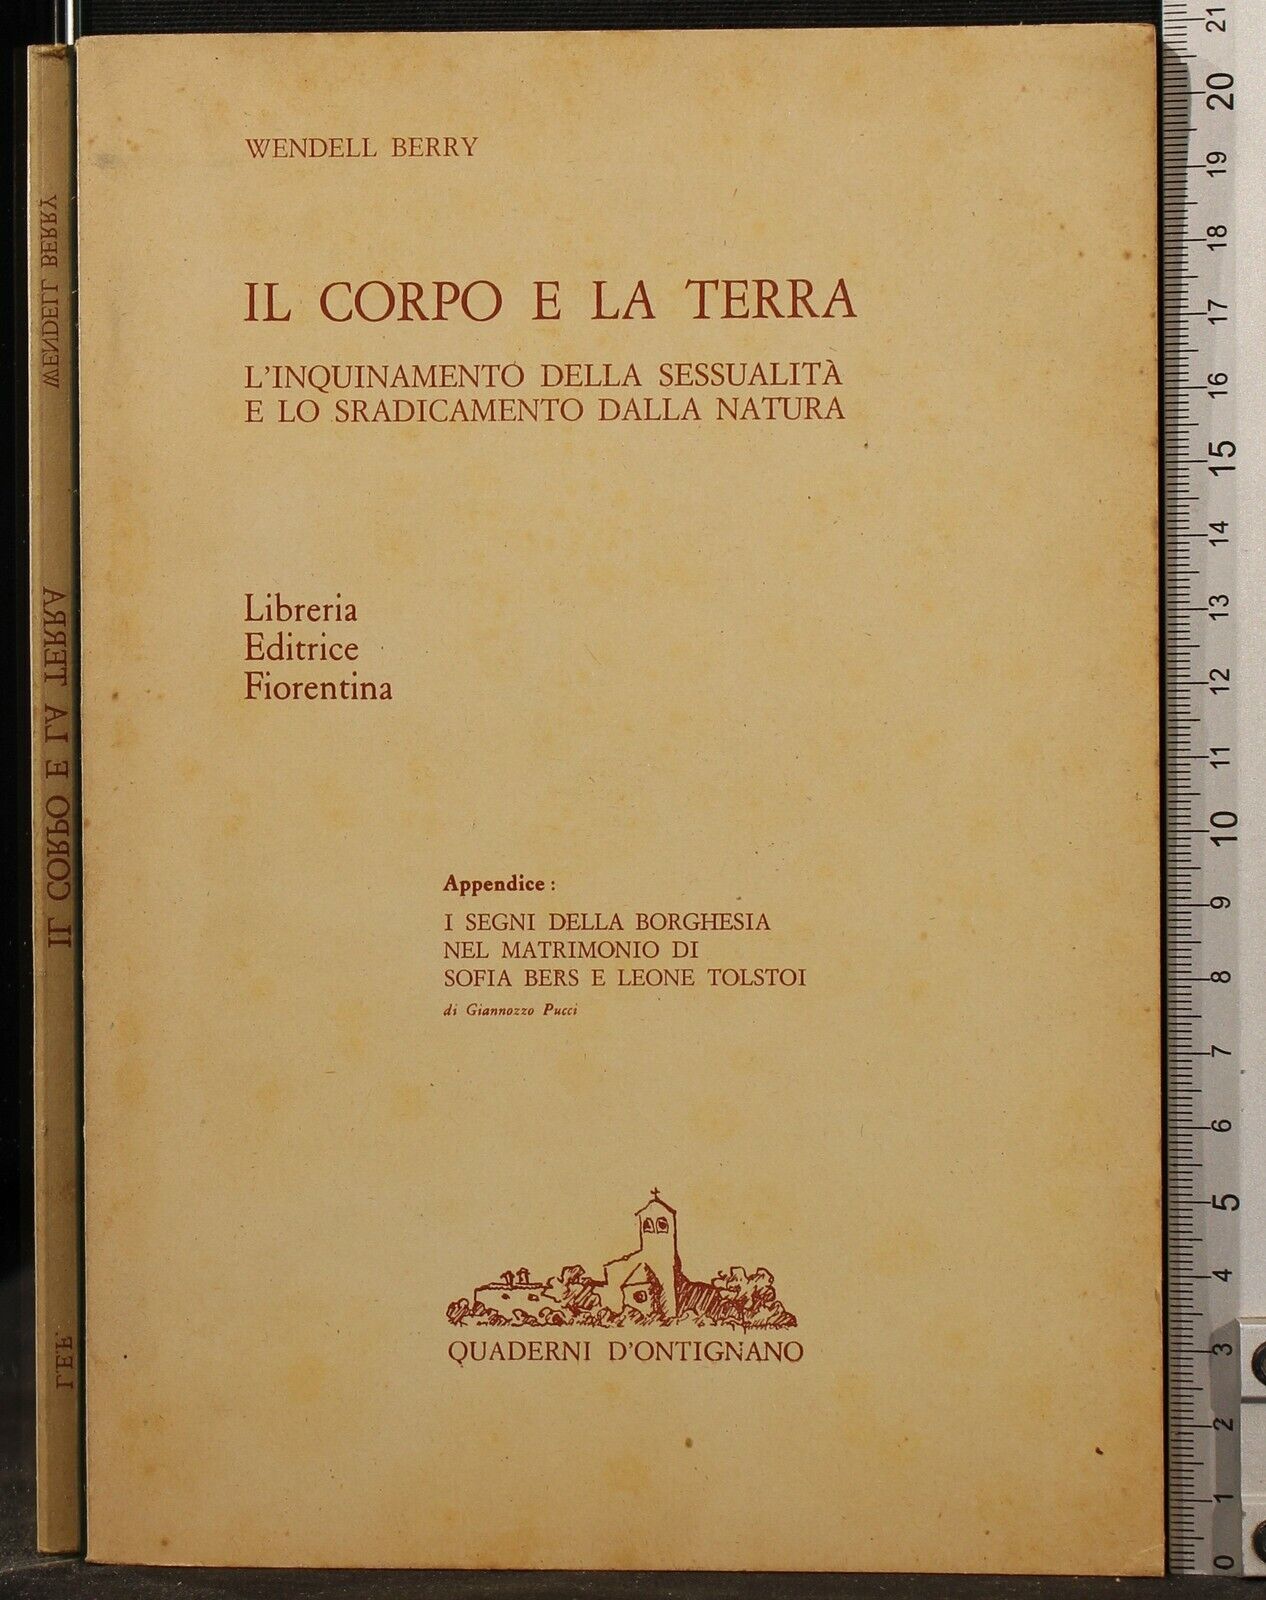 WENDELL BERRY
IL CORPO E LA TERRA
L'INQUINAMENTO DELLA SESSUALITÀ
E LO SRADICAMENTO DALLA NATURA
Libreria
Editrice
Fiorentina
Appendice:
I SEGNI DELLA BORGHESIA
NEL MATRIMONIO DI
SOFIA BERS E LEONE TOLSTOI
di Giannozzo Pucci
QUADERNI D'ONTIGNANO
WENDELL BERRY
IL CORPO E LA TERRA
L.E.F.
21
20
19
18
17
16
15
14
13
12
11
10
9
8
7
6
5
4
3
2
1
0